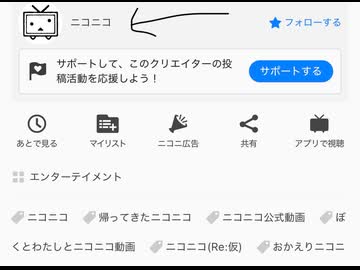 ニコニコ
フォローする
サポートして、このクリエイターの投
稿活動を応援しよう！
サポートする
あとで見る
マイリスト
ニコニ広告
共有
アプリで視聴
エンターテイメント
ニコニコ 帰ってきたニコニコ ニコニコ公式動画 ぼ
くとわたしとニコニコ動画 ニコニコ(Re:仮) おかえりニコニ